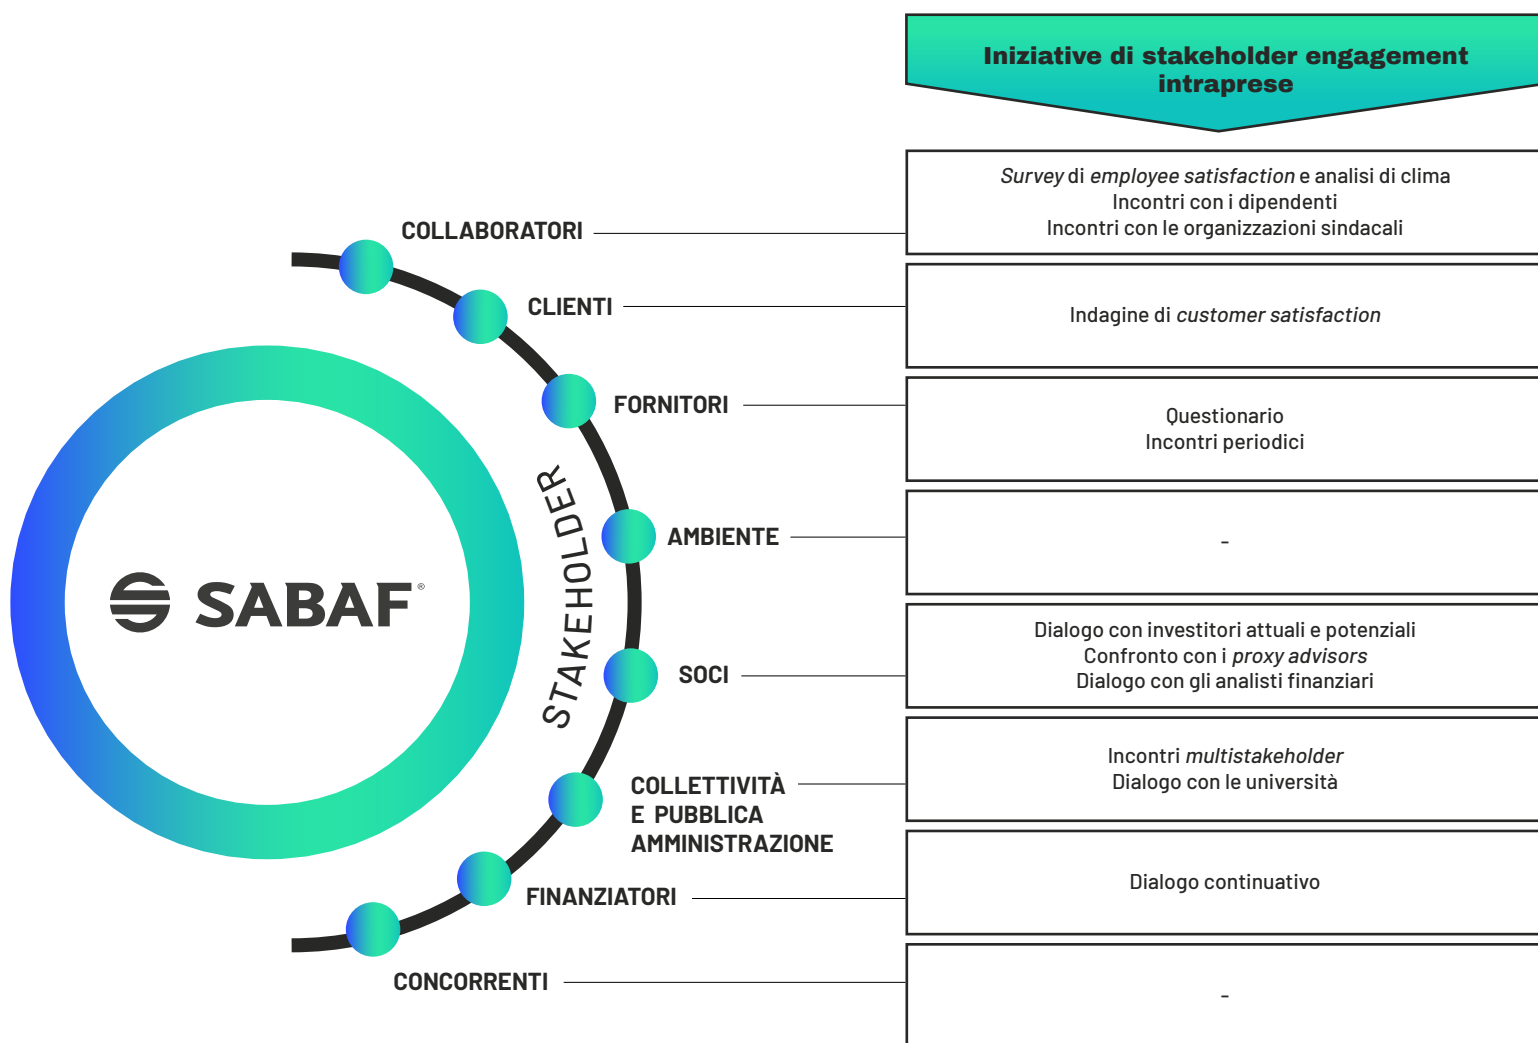 Iniziative di stakeholder engagement
intraprese
COLLABORATORI
Survey di employee satisfaction e analisi di clima
Incontri con i dipendenti
Incontri con le organizzazioni sindacali
CLIENTI
Indagine di customer satisfaction
FORNITORI
Questionario
Incontri periodici
AMBIENTE
-
SOCI
Dialogo con investitori attuali e potenziali
Confronto con i proxy advisors
Dialogo con gli analisti finanziari
COLLETTIVITÀ
E PUBBLICA
AMMINISTRAZIONE
Incontri multistakeholder
Dialogo con le università
FINANZIATORI
Dialogo continuativo
CONCORRENTI
-
STAKEHOLDER
SABAF®